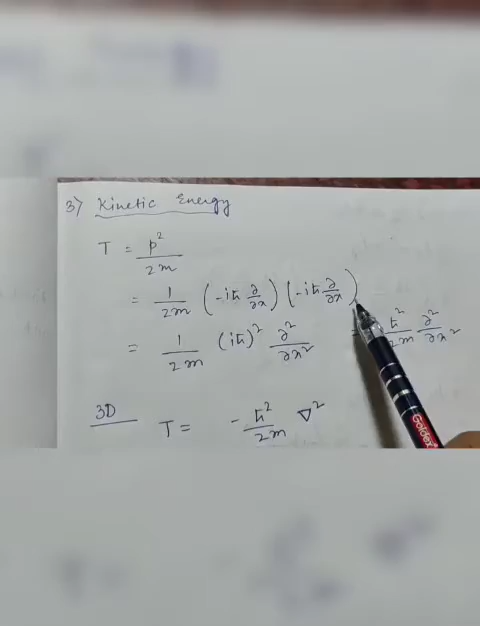 3) Kinetic Energy
T = p²/2m
= 1/2m (-iħ ∂/∂x) (-iħ ∂/∂x)
= 1/2m (iħ)² ∂²/∂x² ħ²/2m ∂²/∂x²
3D T = -ħ²/2m ∇²
Goldex